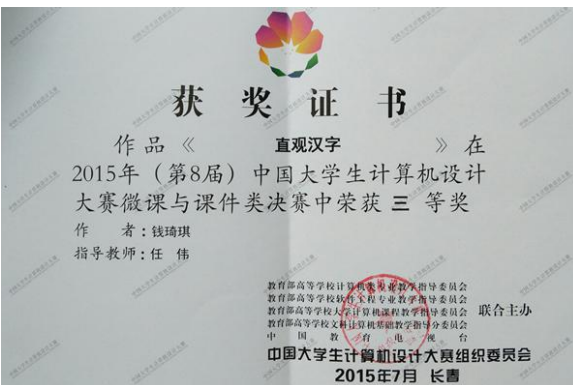 获奖证书
作品《 直观汉字 》在
2015年(第8届)中国大学生计算机设计
大赛微课与课件类决赛中荣获 三 等奖
作 者:钱琦琪
指导教师:任 伟
教育部高等学校计算机类专业教学指导委员会
教育部高等学校软件工程专业教学指导委员会
教育部高等学校大学计算机课程教学指导委员会
教育部高等学校文科计算机基础教学指导分委员会
中国教育电视台
联合主办
中国大学生计算机设计大赛组织委员会
2015年7月 长春